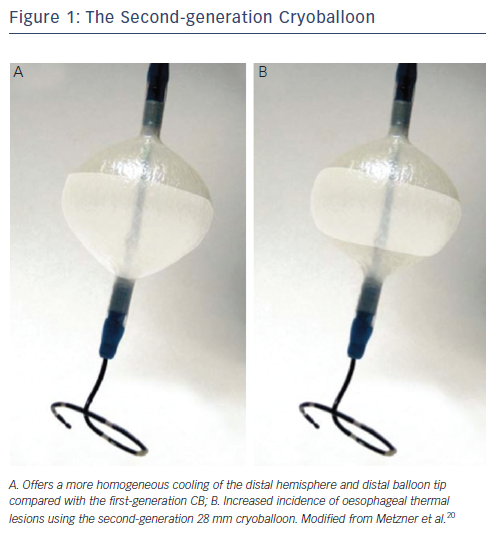 Figure 1: The Second-generation Cryoballoon
A
B
A. Offers a more homogeneous cooling of the distal hemisphere and distal balloon tip
compared with the first-generation CB; B. Increased incidence of oesophageal thermal
lesions using the second-generation 28 mm cryoballoon. Modified from Metzner et al.20